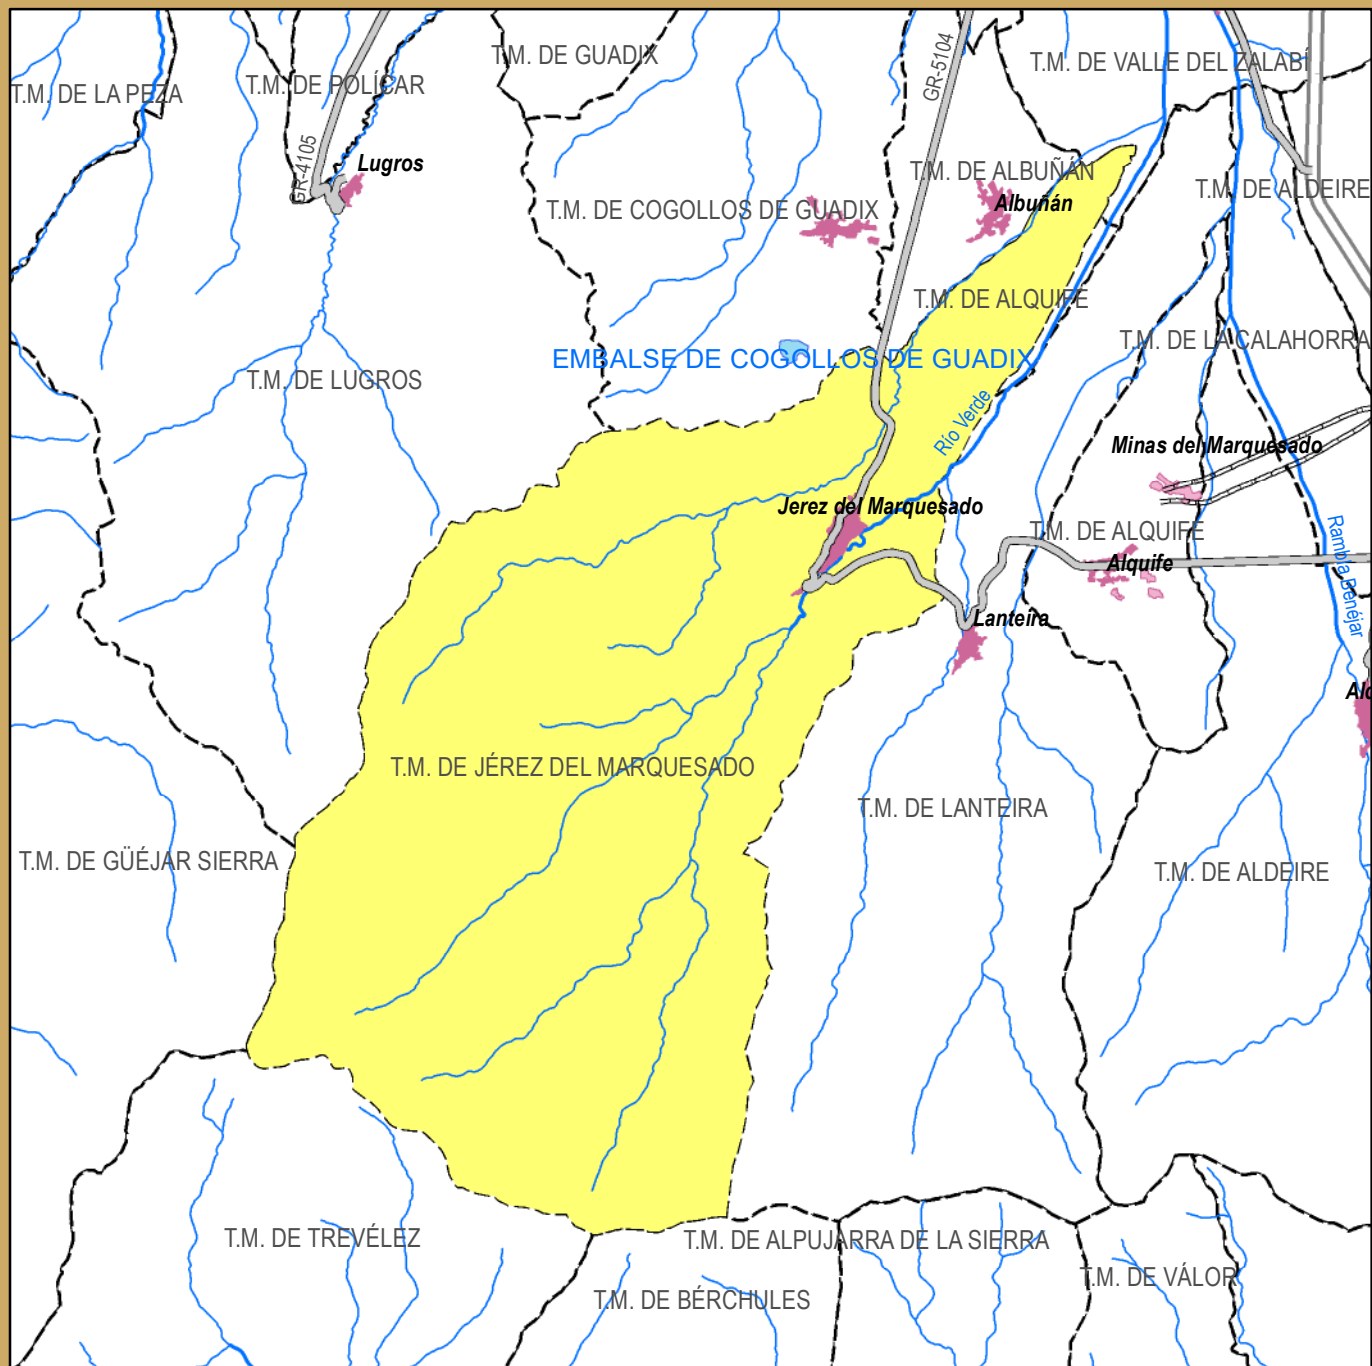 T.M. DE GUADIX
GR-5104
T.M. DE VALLE DEL ZALABÍ
T.M. DE LA PEZA
T.M. DE POLÍCAR
GR-4105
Lugros
T.M. DE ALBUÑÁN
T.M. DE ALDEIRE
Albuñán
T.M. DE COGOLLOS DE GUADIX
T.M. DE ALQUIFE
T.M. DE LA CALAHORRA
EMBALSE DE COGOLLOS DE GUADIX
T.M. DE LUGROS
Río Verde
Minas del Marquesado
Jerez del Marquesado
T.M. DE ALQUIFE
Alquife
Rambla Benéjar
Lanteira
Ald
T.M. DE JÉREZ DEL MARQUESADO
T.M. DE LANTEIRA
T.M. DE GÜÉJAR SIERRA
T.M. DE ALDEIRE
T.M. DE TREVÉLEZ
T.M. DE ALPUJARRA DE LA SIERRA
T.M. DE VÁLOR
T.M. DE BÉRCHULES